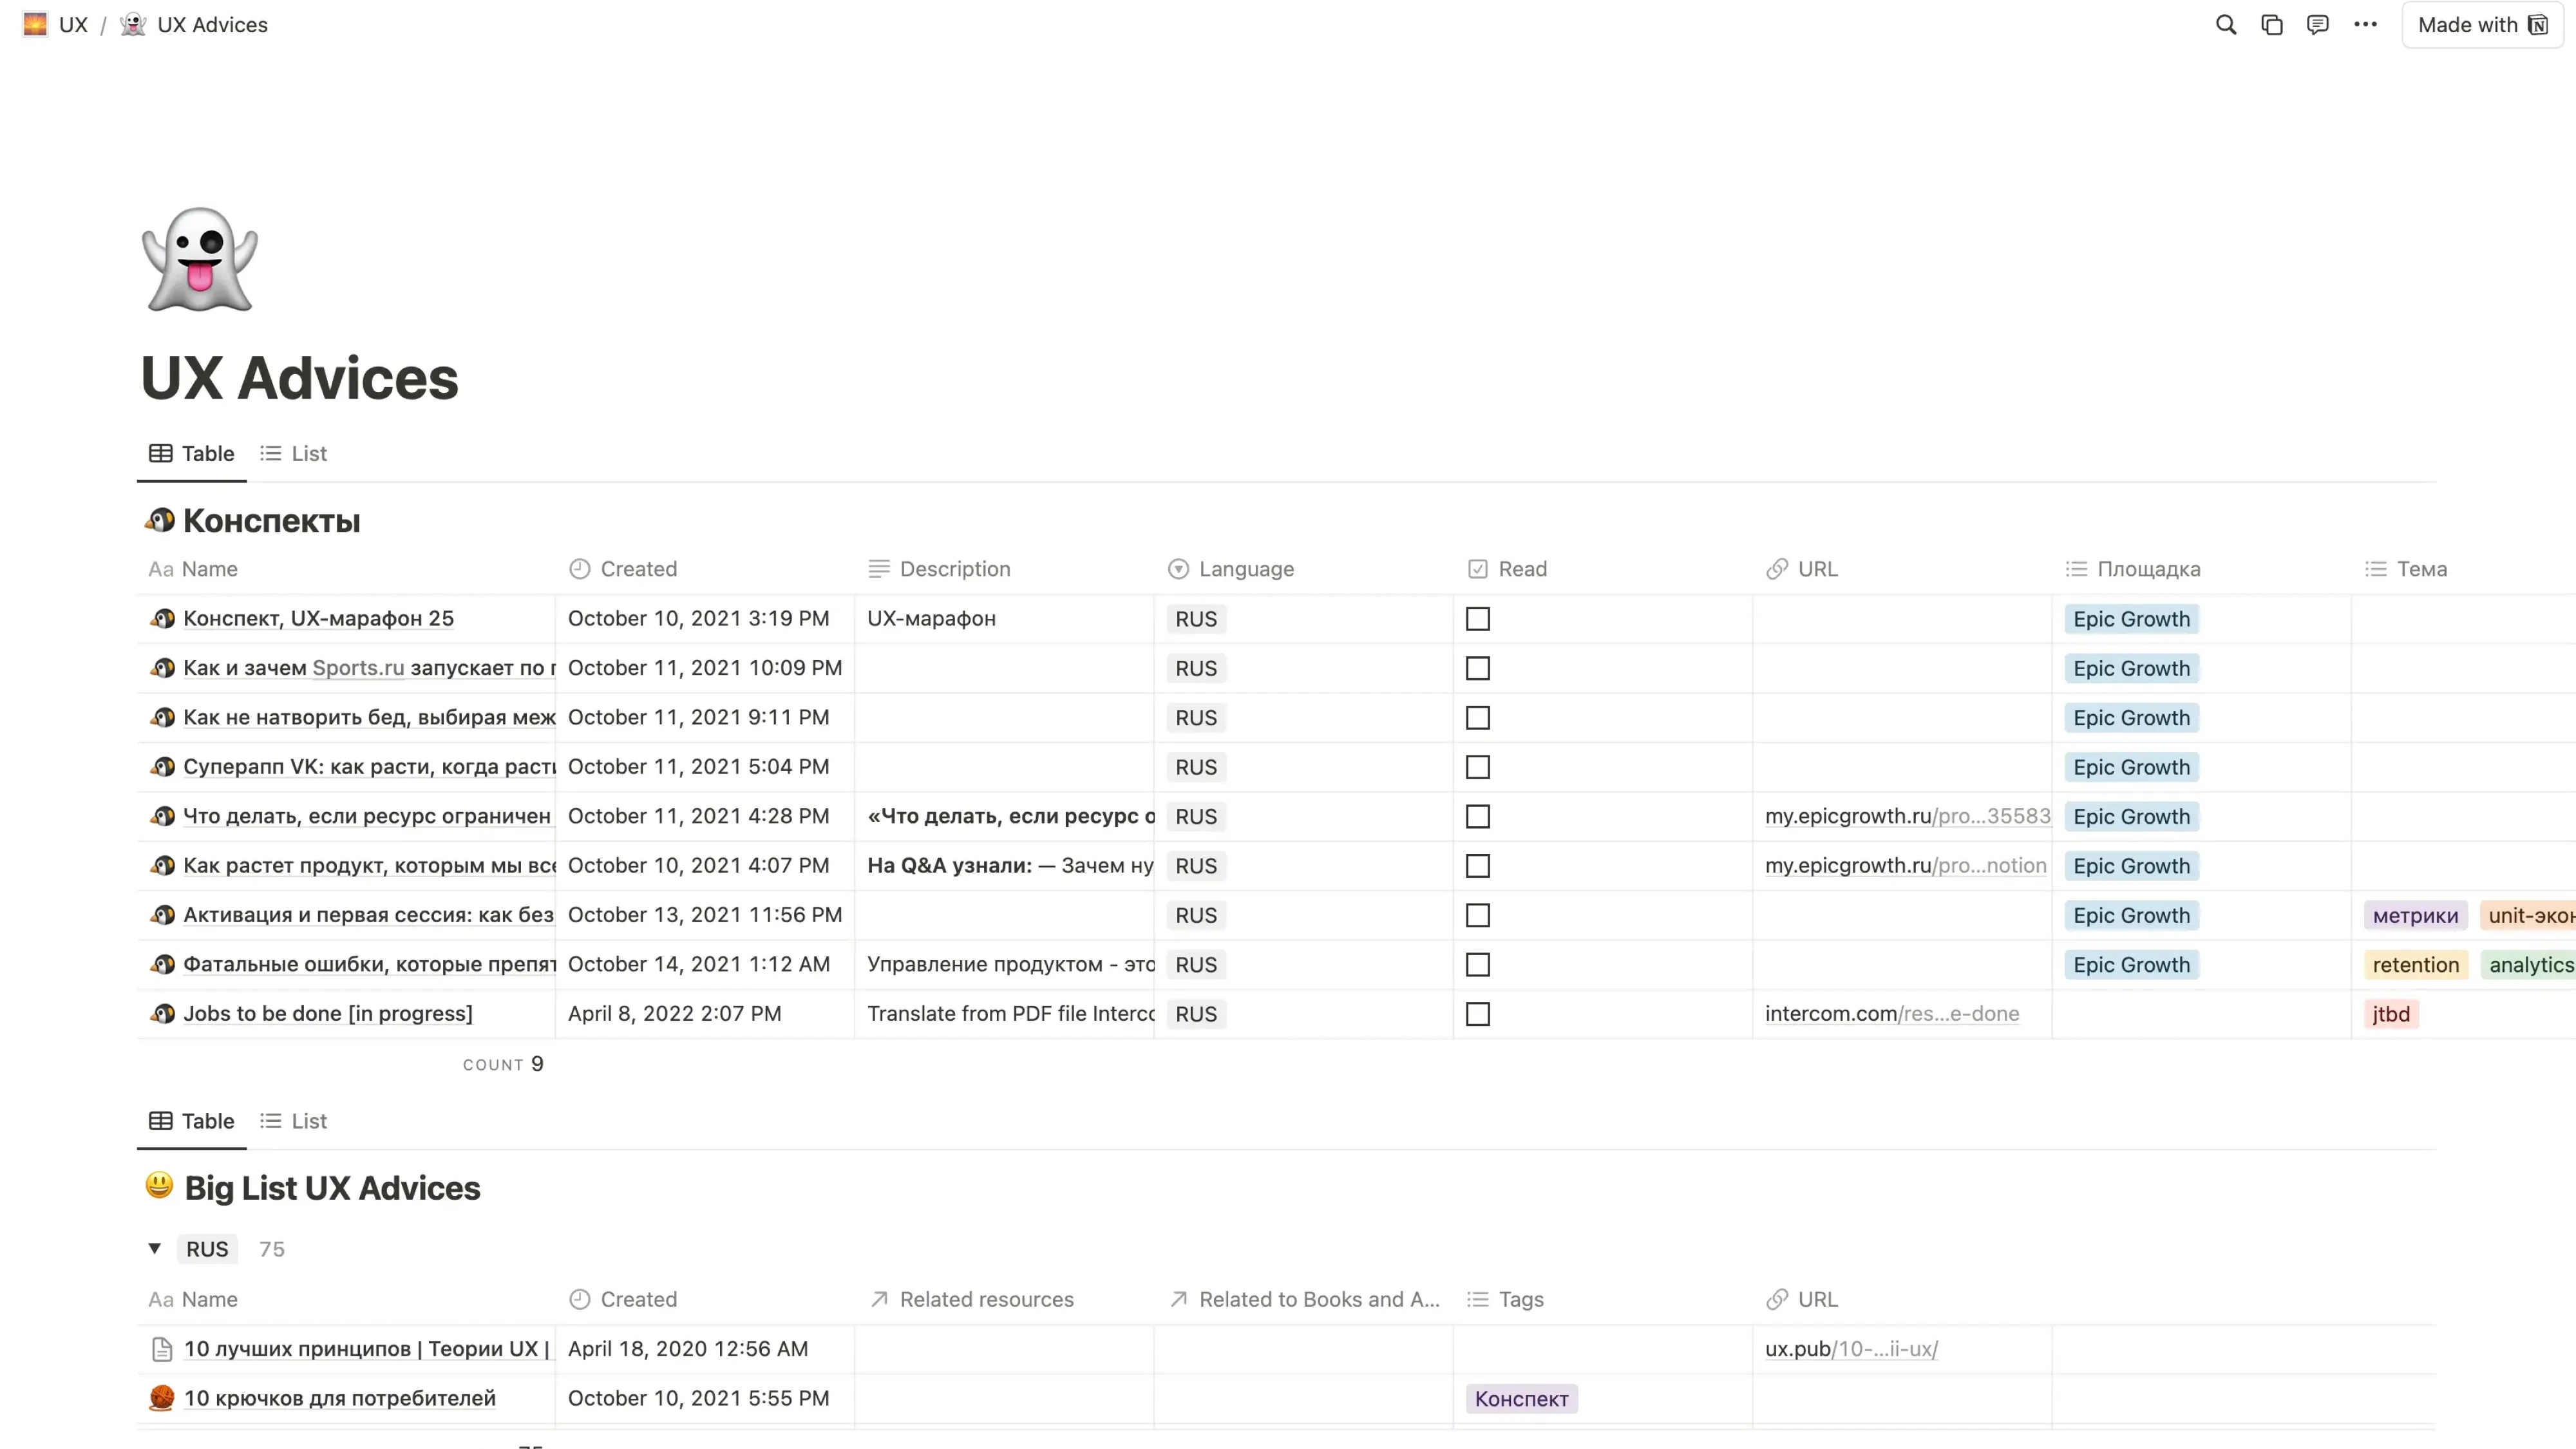 UX / UX Advices
Made with
UX Advices
Table List
Конспекты
Aa Name Created Description Language Read URL Площадка Тема
Конспект, UX-марафон 25 October 10, 2021 3:19 PM UX-марафон RUS Epic Growth
Как и зачем Sports.ru запускает по October 11, 2021 10:09 PM RUS Epic Growth
Как не натворить бед, выбирая меж October 11, 2021 9:11 PM RUS Epic Growth
Суперапп VK: как расти, когда расти October 11, 2021 5:04 PM RUS Epic Growth
Что делать, если ресурс ограничен October 11, 2021 4:28 PM «Что делать, если ресурс о RUS my.epicgrowth.ru/pro...35583 Epic Growth
Как растет продукт, которым мы все October 10, 2021 4:07 PM На Q&A узнали: — Зачем ну RUS my.epicgrowth.ru/pro...notion Epic Growth
Активация и первая сессия: как без October 13, 2021 11:56 PM RUS Epic Growth метрики unit-экон
Фатальные ошибки, которые препят October 14, 2021 1:12 AM Управление продуктом - это RUS Epic Growth retention analytics
Jobs to be done [in progress] April 8, 2022 2:07 PM Translate from PDF file Interco RUS intercom.com/res...e-done jtbd
COUNT 9
Table List
Big List UX Advices
RUS 75
Aa Name Created Related resources Related to Books and A... Tags URL
10 лучших принципов | Теории UX | April 18, 2020 12:56 AM ux.pub/10-...ii-ux/
10 крючков для потребителей October 10, 2021 5:55 PM Конспект